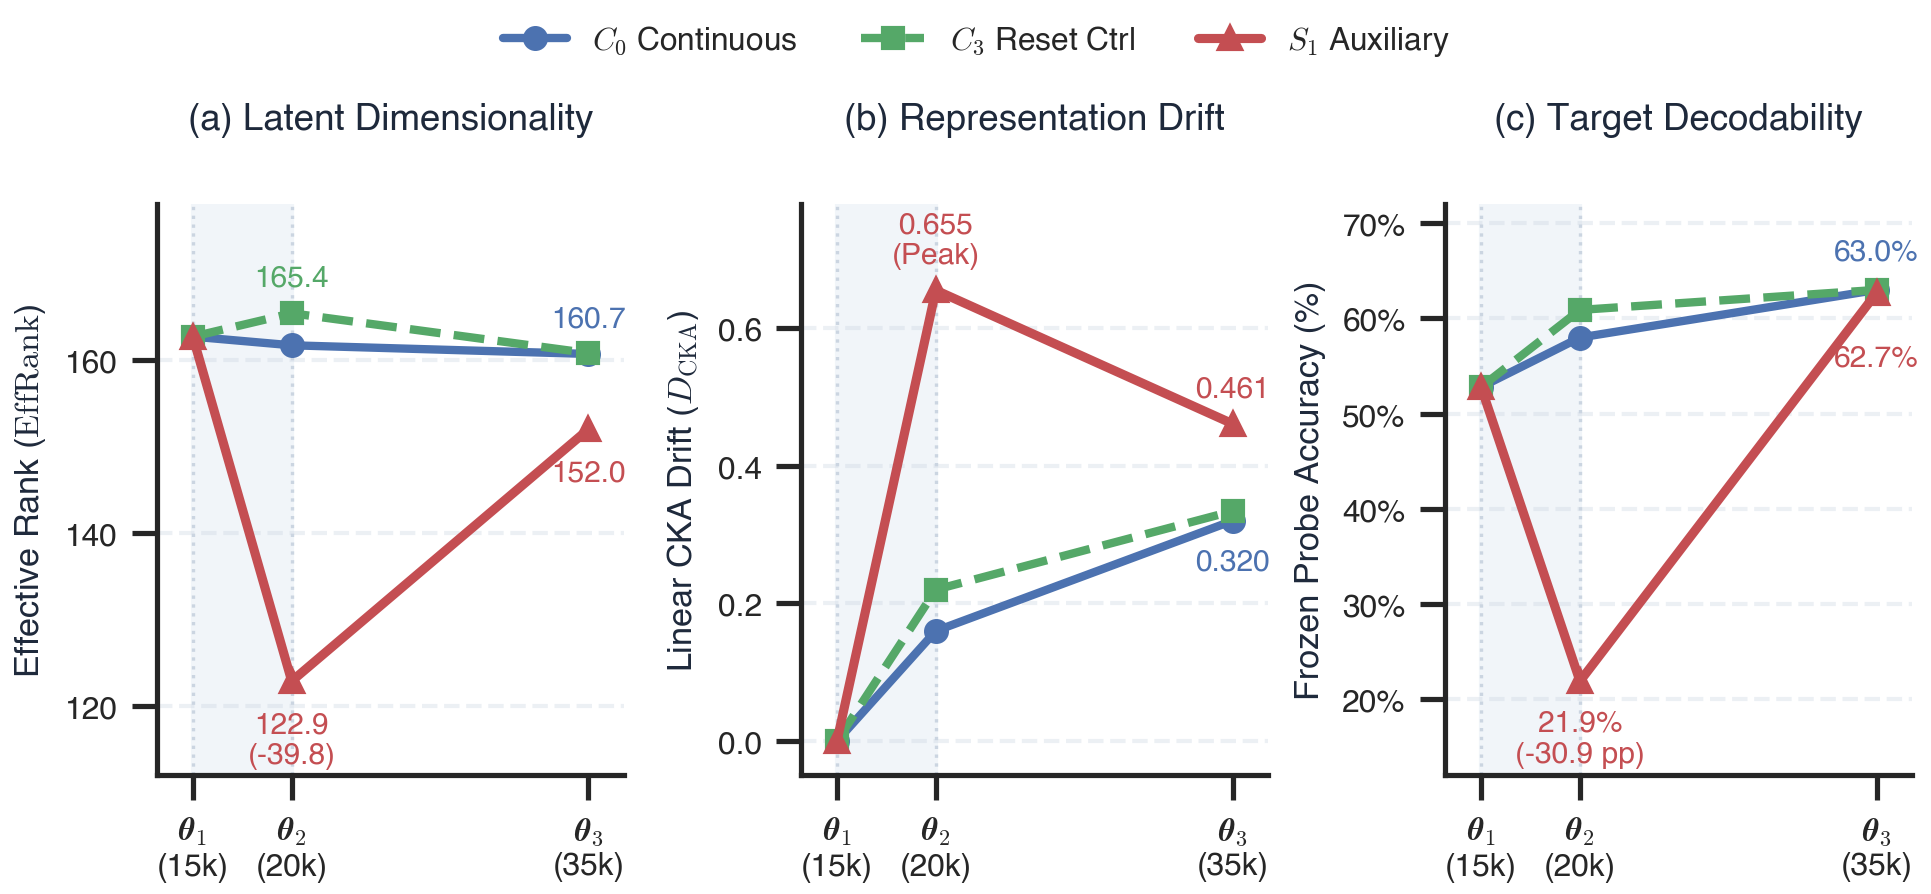 C₀ Continuous
C₃ Reset Ctrl
S₁ Auxiliary
(a) Latent Dimensionality
Effective Rank (EffRank)
160
140
120
165.4
160.7
152.0
122.9
(-39.8)
θ₁
(15k)
θ₂
(20k)
θ₃
(35k)
(b) Representation Drift
Linear CKA Drift (D_CKA)
0.6
0.4
0.2
0.0
0.655
(Peak)
0.461
0.320
θ₁
(15k)
θ₂
(20k)
θ₃
(35k)
(c) Target Decodability
Frozen Probe Accuracy (%)
70%
60%
50%
40%
30%
20%
63.0%
62.7%
21.9%
(-30.9 pp)
θ₁
(15k)
θ₂
(20k)
θ₃
(35k)